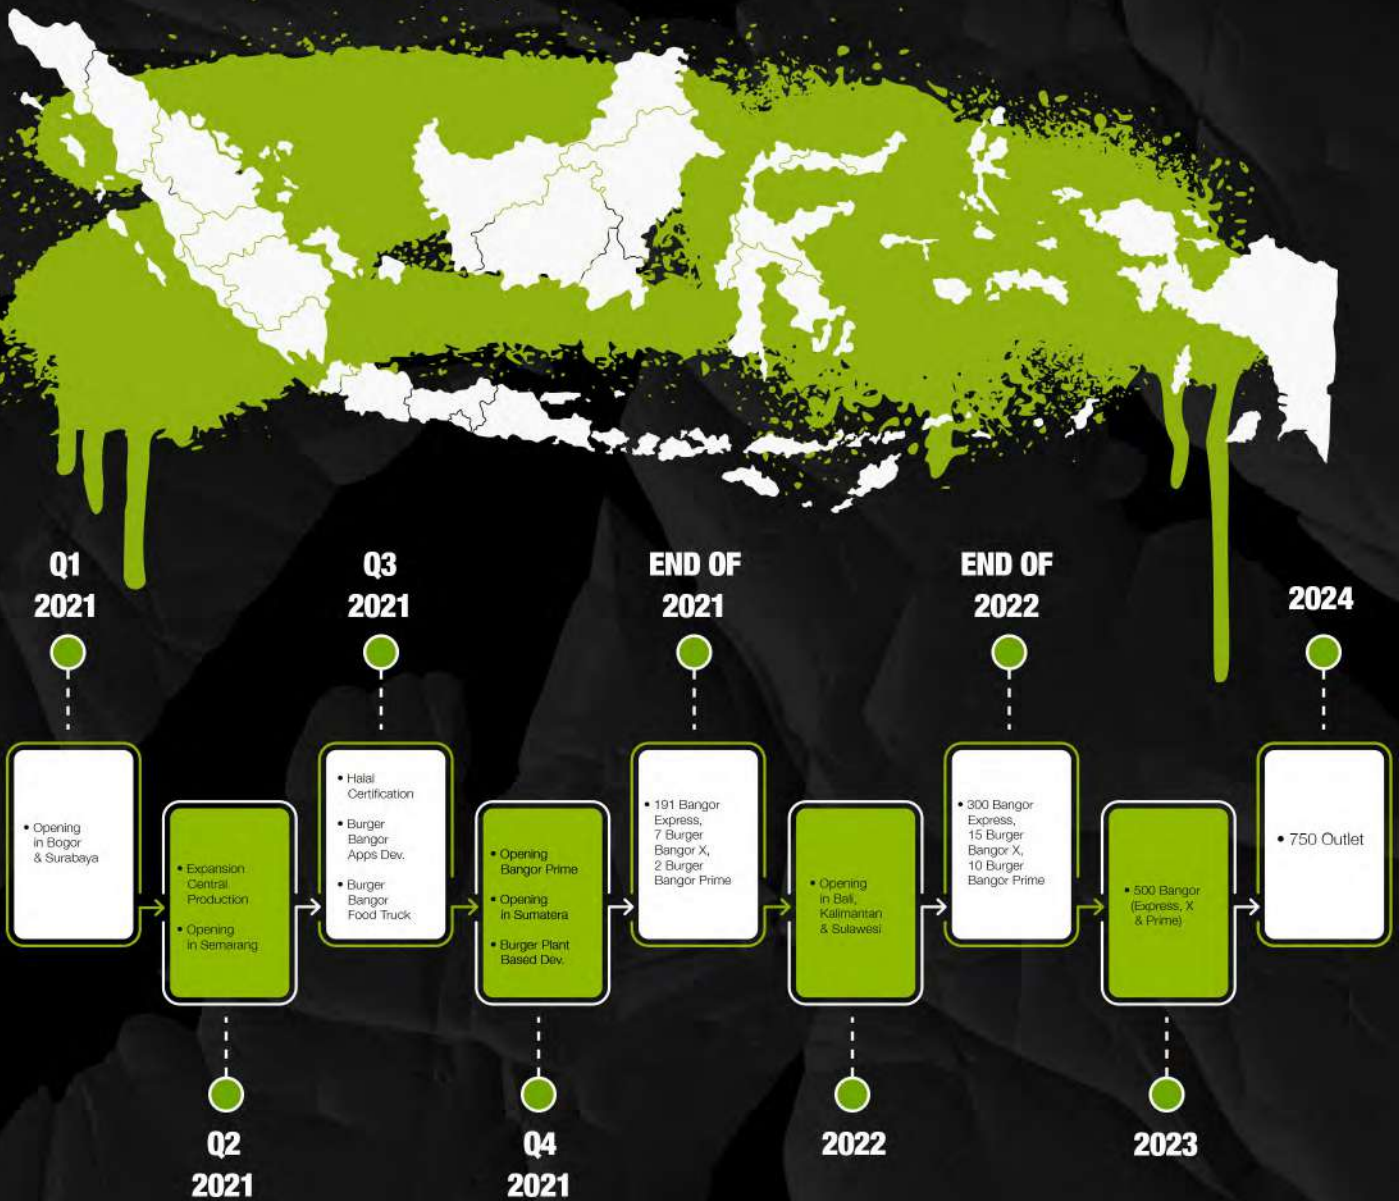 Q1
2021
• Opening
in Bogor
& Surabaya
• Expansion
Central
Production
• Opening
in Semarang
Q2
2021
Q3
2021
• Halal
Certification
• Burger
Bangor
Apps Dev.
• Burger
Bangor
Food Truck
• Opening
Bangor Prime
• Opening
in Sumatera
• Burger Plant
Based Dev.
Q4
2021
END OF
2021
• 191 Bangor
Express,
7 Burger
Bangor X,
2 Burger
Bangor Prime
• Opening
in Bali,
Kalimantan
& Sulawesi
2022
END OF
2022
• 300 Bangor
Express,
15 Burger
Bangor X,
10 Burger
Bangor Prime
• 500 Bangor
(Express, X
& Prime)
2023
2024
• 750 Outlet